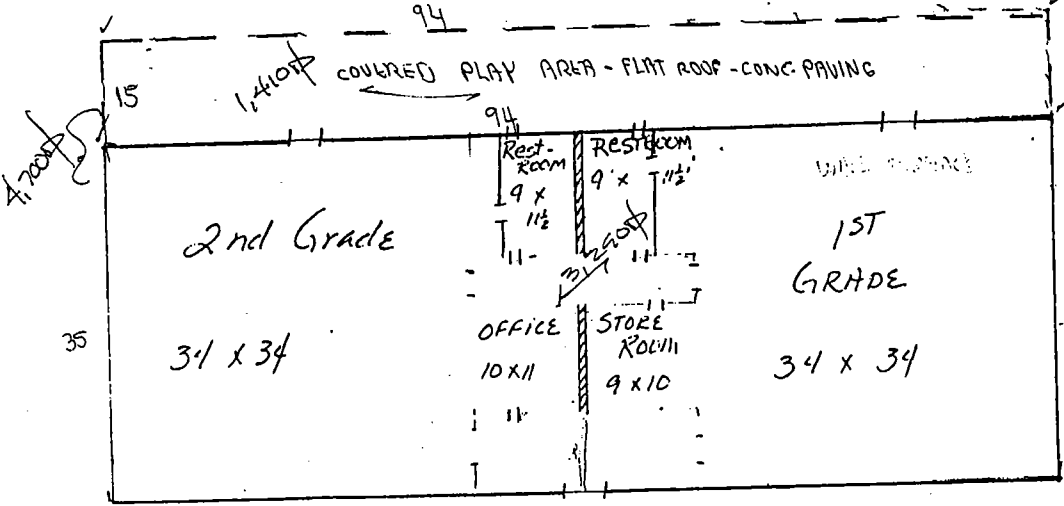 94
15
1,410⌀
COVERED PLAY AREA - FLAT ROOF - CONC. PAVING
4,700⌀
94
Rest-
ROOM
9 x
11½
RESTROOM
9' x 11½'
2nd Grade
34 x 34
35
3,290⌀
1ST
GRADE
34 x 34
OFFICE
10 x 11
STORE
ROOM
9 x 10